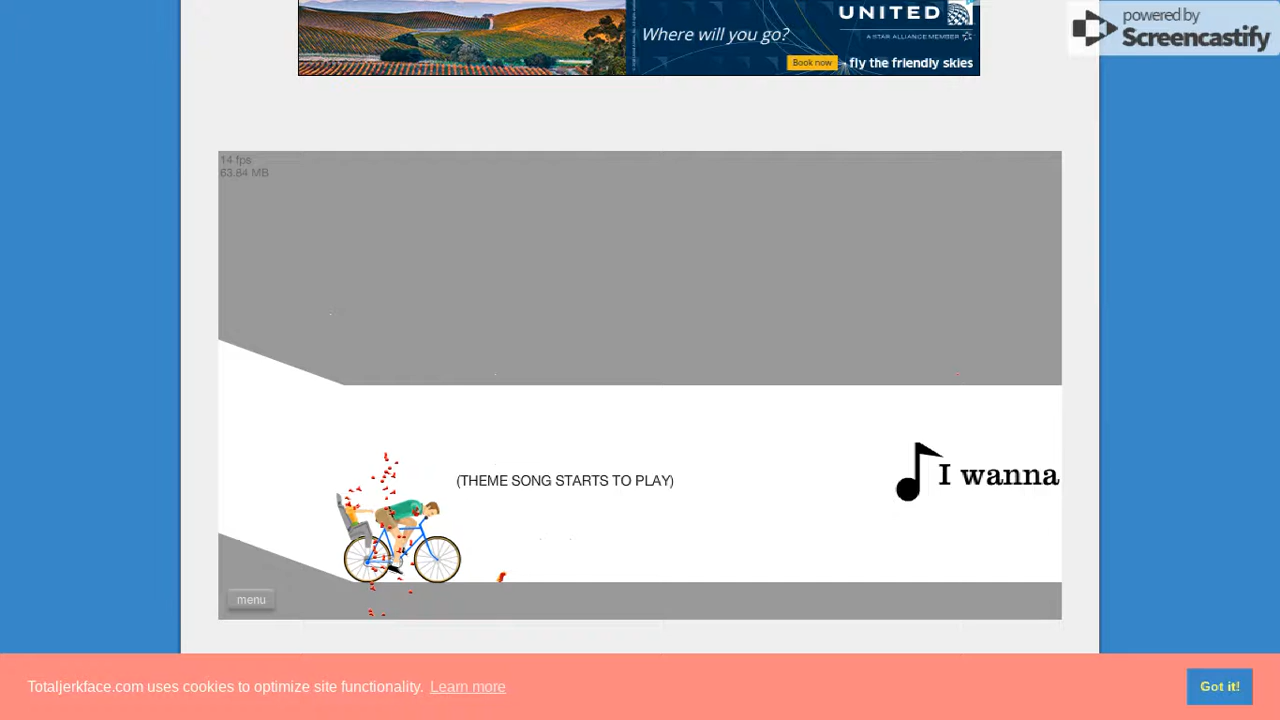 UNITED
A STAR ALLIANCE MEMBER
Where will you go?
Book now
fly the friendly skies
powered by
Screencastify
14 fps
63.84 MB
(THEME SONG STARTS TO PLAY)
I wanna
menu
Totaljerkface.com uses cookies to optimize site functionality. Learn more
Got it!